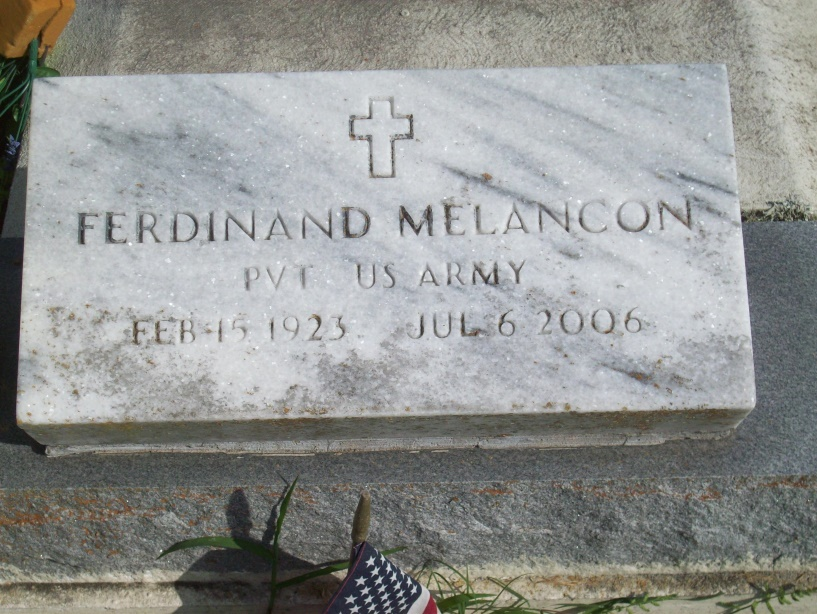 FERDINAND MELANCON
PVT US ARMY
FEB 15 1923 JUL 6 2006